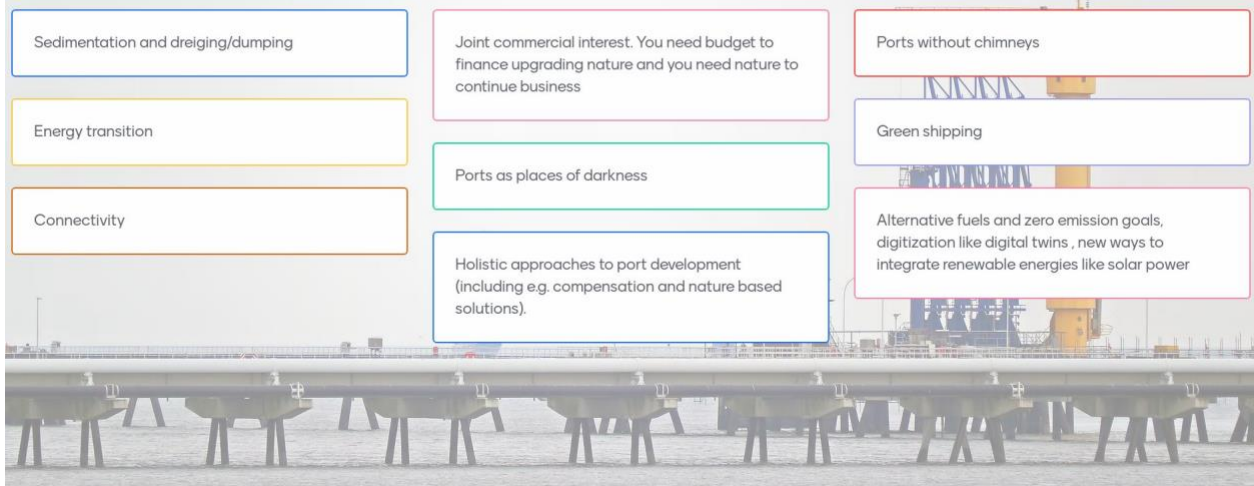 Sedimentation and dreiging/dumping
Energy transition
Connectivity
Joint commercial interest. You need budget to
finance upgrading nature and you need nature to
continue business
Ports as places of darkness
Holistic approaches to port development
(including e.g. compensation and nature based
solutions).
Ports without chimneys
Green shipping
Alternative fuels and zero emission goals,
digitization like digital twins , new ways to
integrate renewable energies like solar power